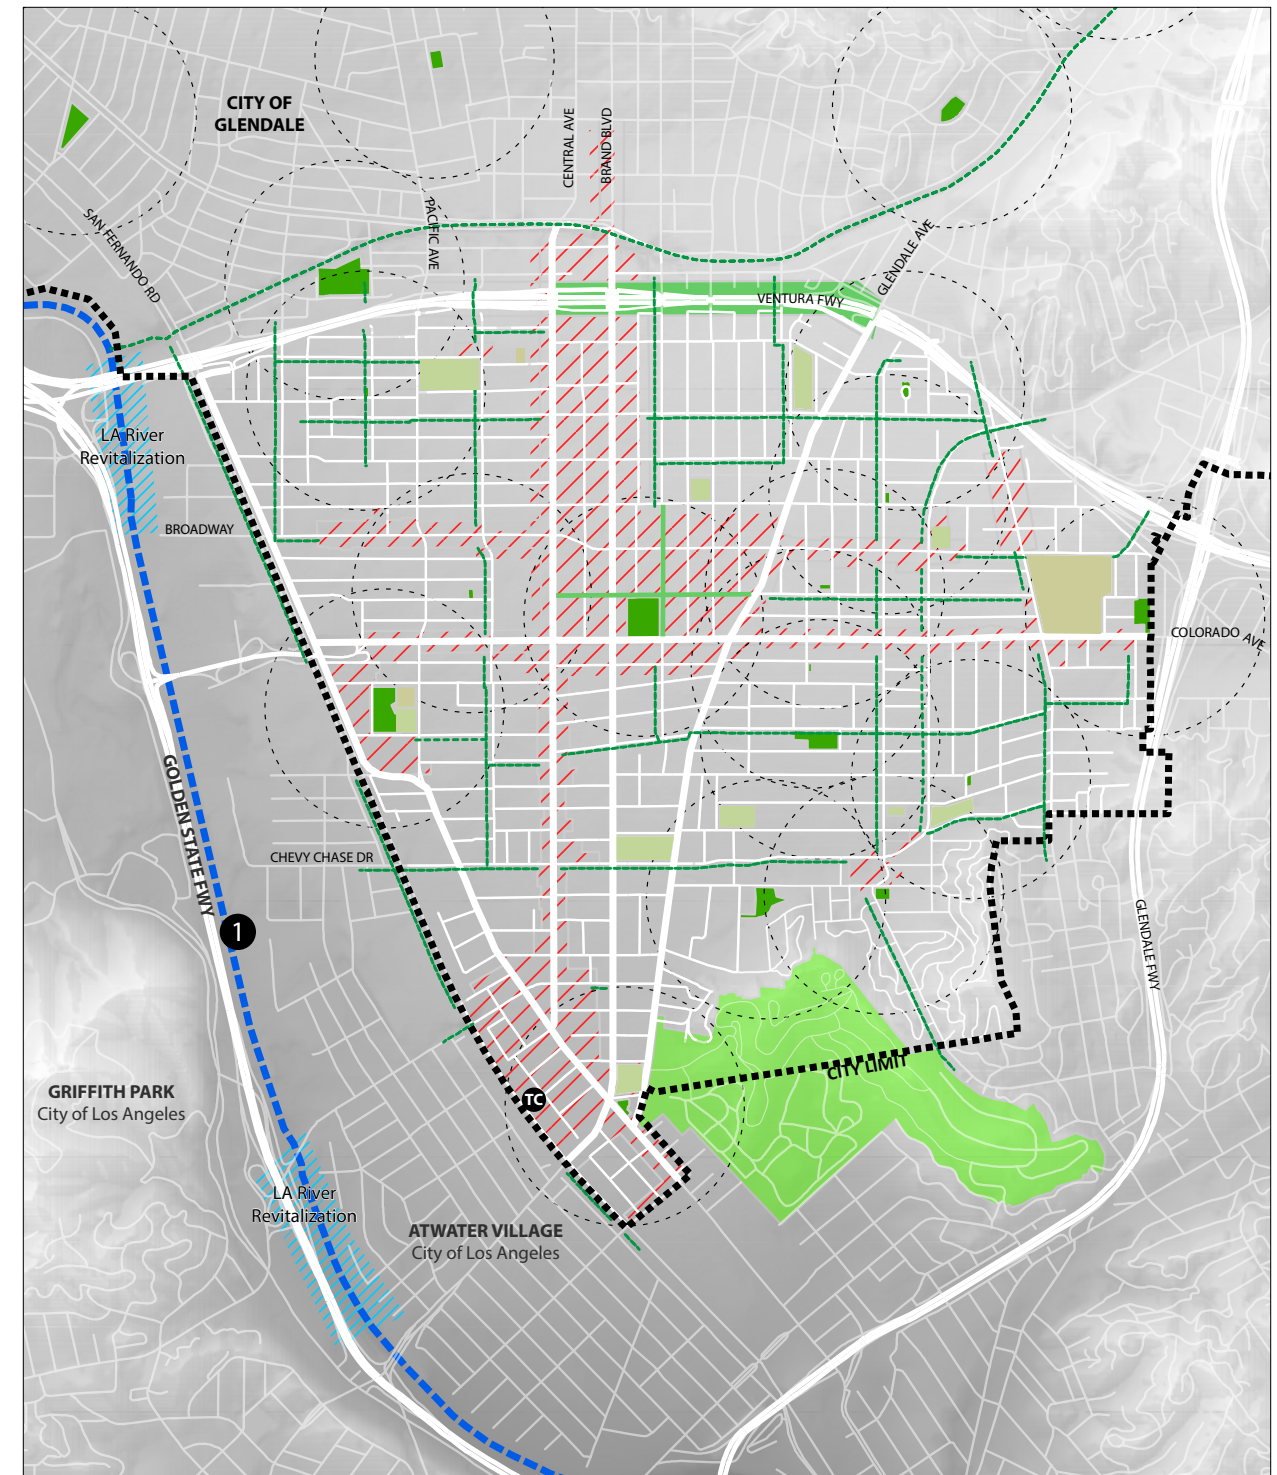 CITY OF
GLENDALE
CENTRAL AVE
BRAND BLVD
SAN FERNANDO RD
PACIFIC AVE
GLENDALE AVE
VENTURA FWY
LA River
Revitalization
BROADWAY
COLORADO AVE
GOLDEN STATE FWY
CHEVY CHASE DR
1
GLENDALE FWY
CITY LIMIT
GRIFFITH PARK
City of Los Angeles
TC
LA River
Revitalization
ATWATER VILLAGE
City of Los Angeles